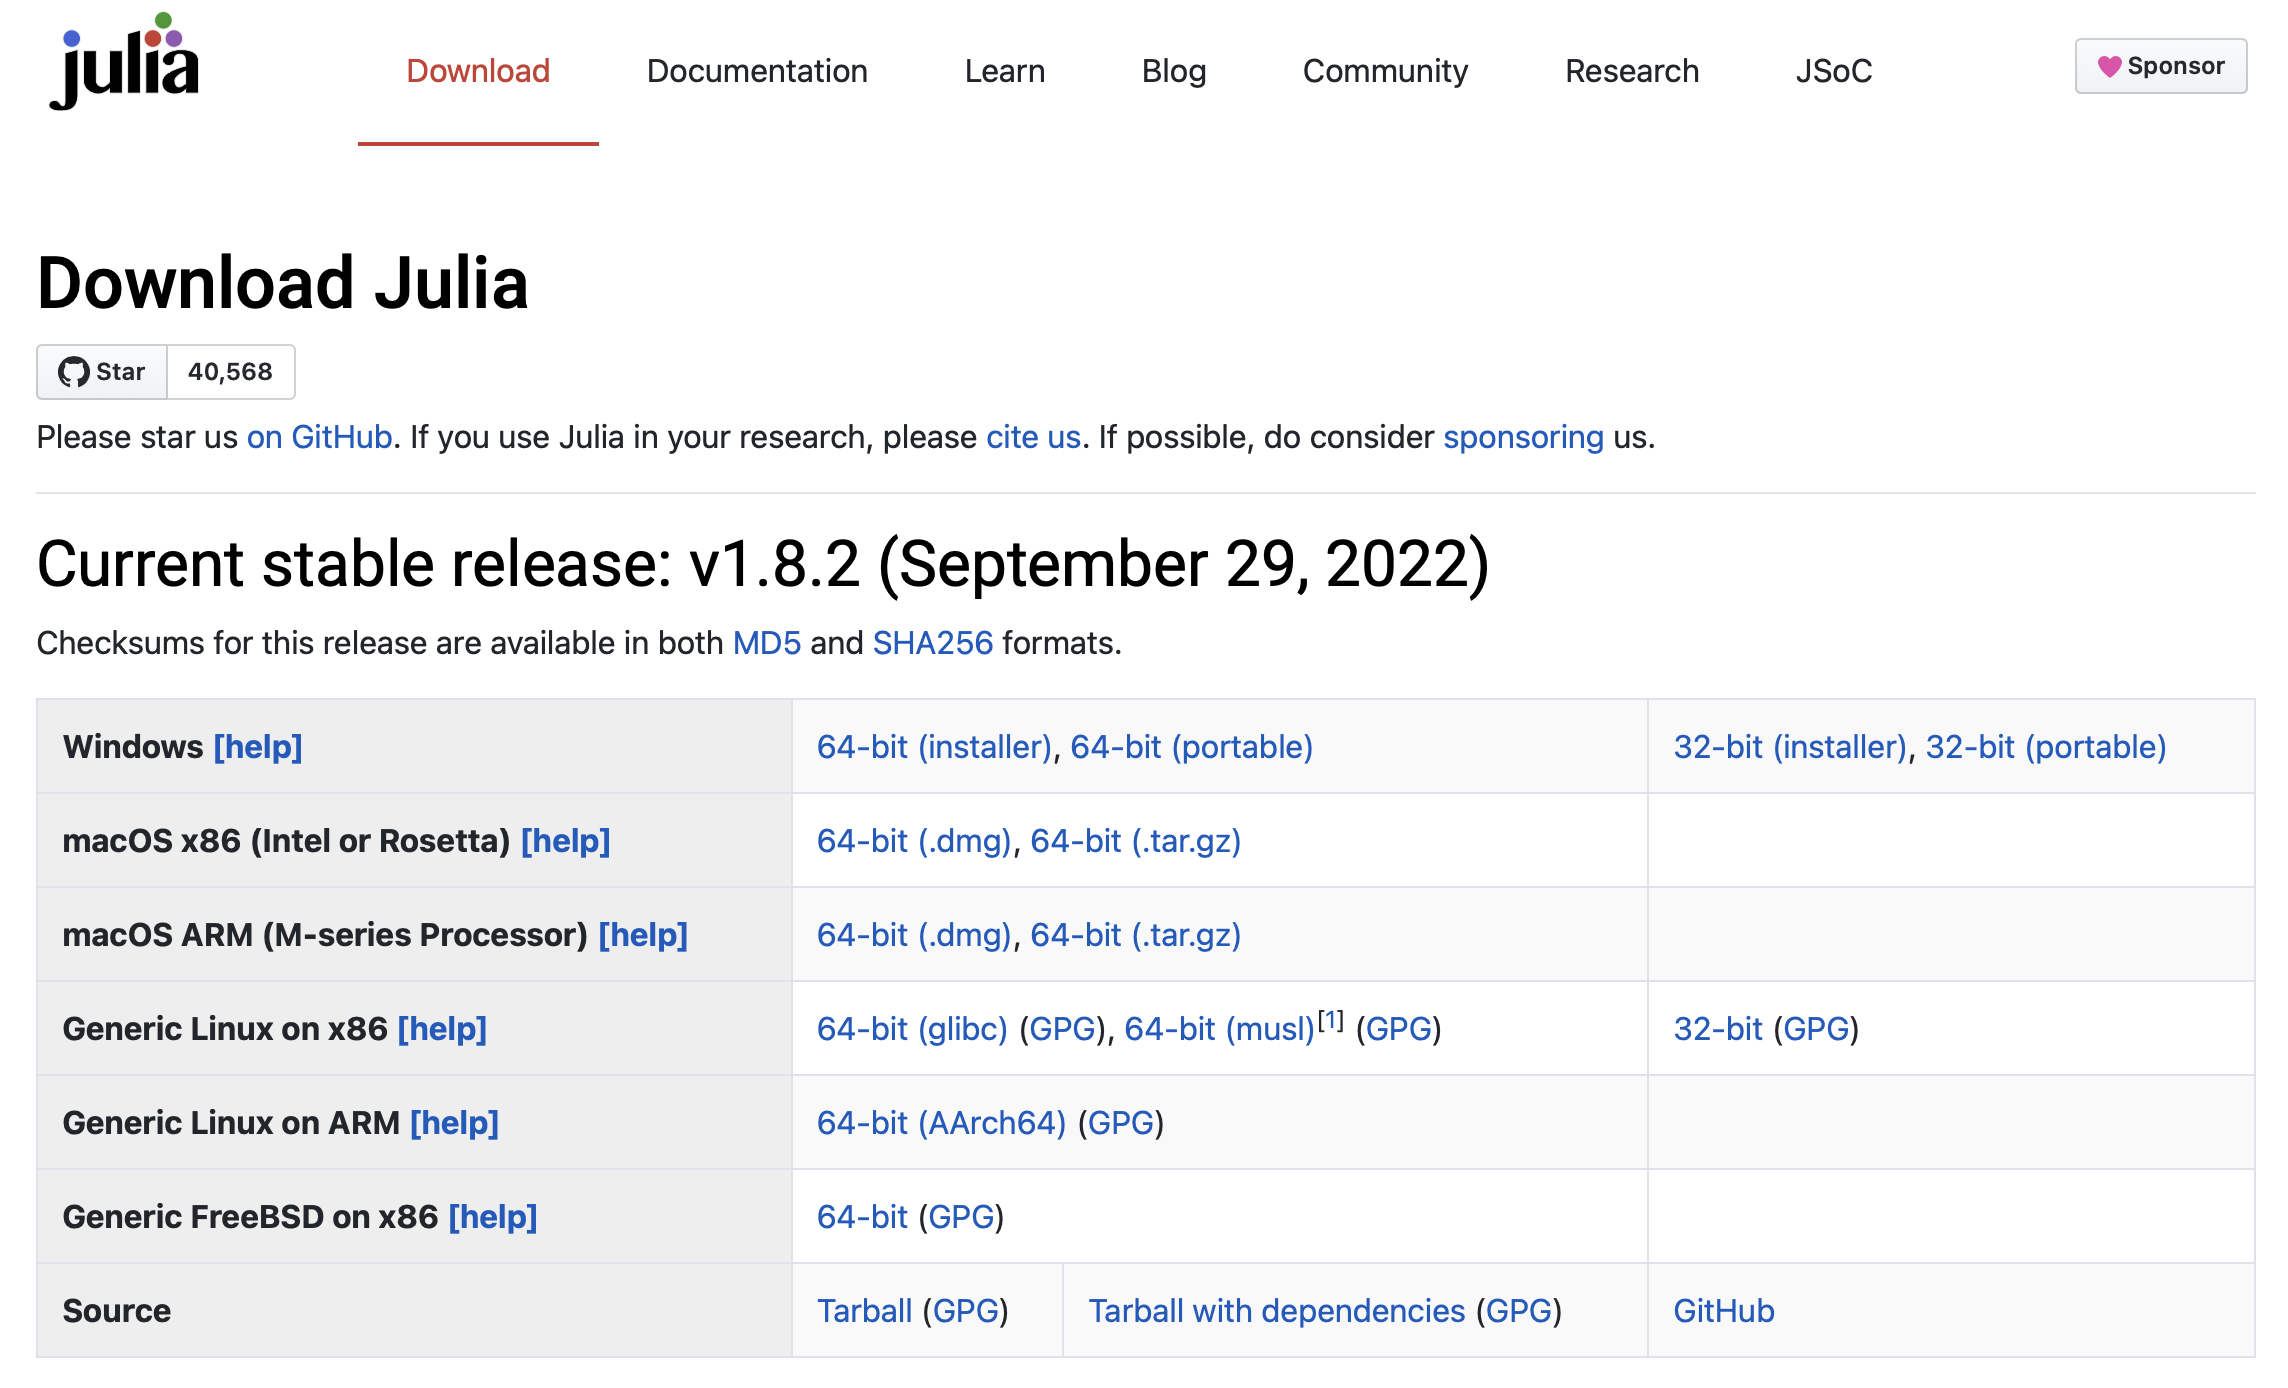 julia
Download Documentation Learn Blog Community Research JSoC Sponsor
Download Julia
Star 40,568
Please star us on GitHub. If you use Julia in your research, please cite us. If possible, do consider sponsoring us.
Current stable release: v1.8.2 (September 29, 2022)
Checksums for this release are available in both MD5 and SHA256 formats.
Windows [help] 64-bit (installer), 64-bit (portable) 32-bit (installer), 32-bit (portable)
macOS x86 (Intel or Rosetta) [help] 64-bit (.dmg), 64-bit (.tar.gz)
macOS ARM (M-series Processor) [help] 64-bit (.dmg), 64-bit (.tar.gz)
Generic Linux on x86 [help] 64-bit (glibc) (GPG), 64-bit (musl)[1] (GPG) 32-bit (GPG)
Generic Linux on ARM [help] 64-bit (AArch64) (GPG)
Generic FreeBSD on x86 [help] 64-bit (GPG)
Source Tarball (GPG) Tarball with dependencies (GPG) GitHub